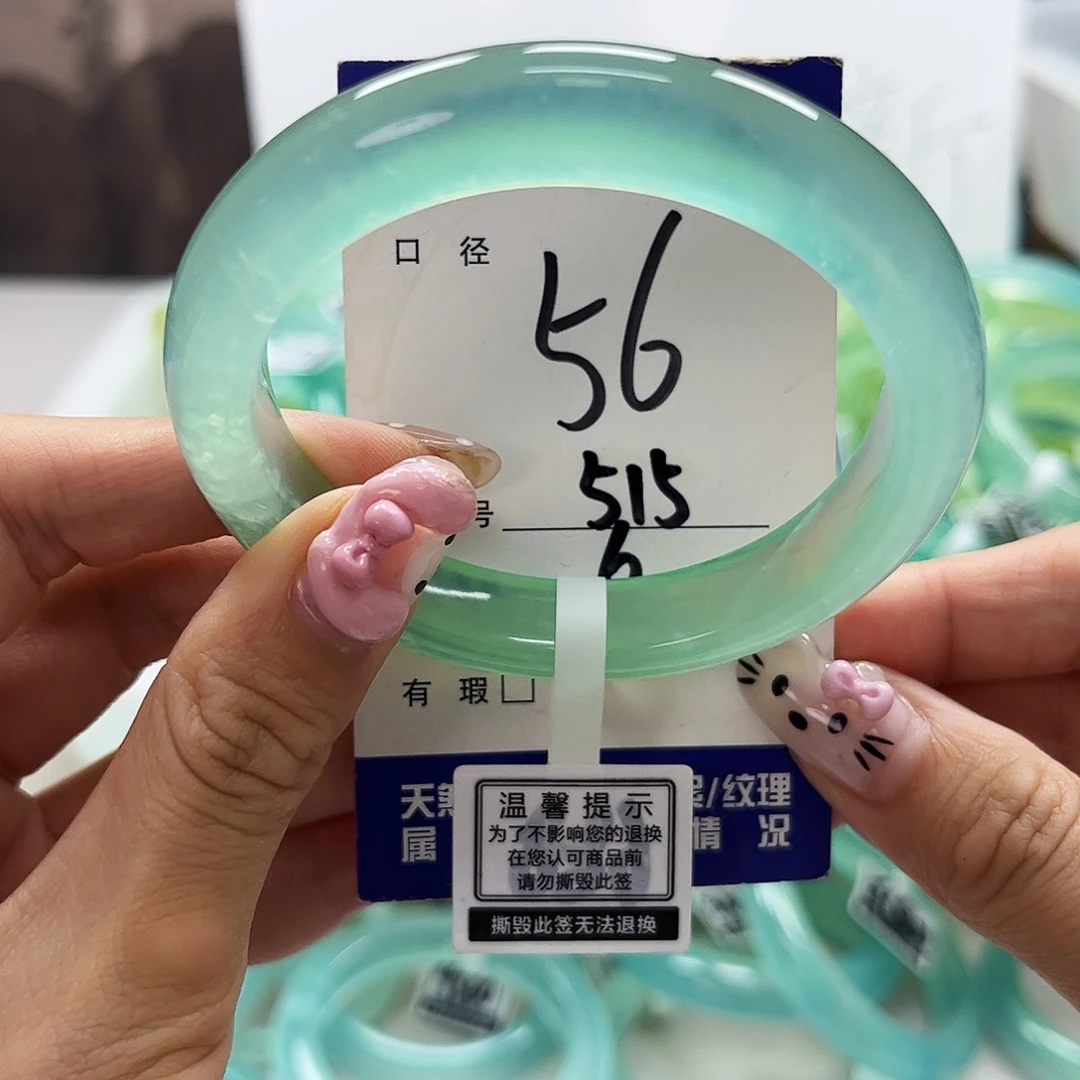 口 径
56
号 515
6
有 瑕
温馨提示
为了不影响您的退换
在您认可商品前
请勿撕毁此签
撕毁此签无法退换
天然
属
/纹理
情 况